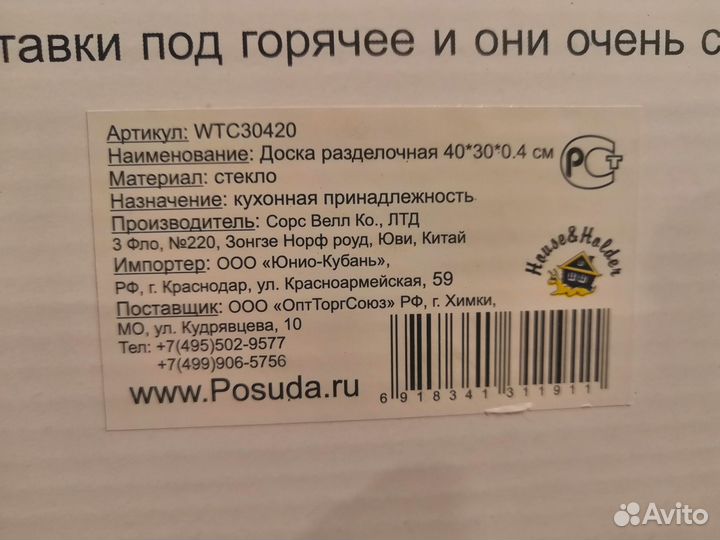 тавки под горячее и они очень с
Артикул: WTC30420
Наименование: Доска разделочная 40*30*0.4 см
Материал: стекло
Назначение: кухонная принадлежность
Производитель: Сорс Велл Ко., ЛТД
3 Фло, №220, Зонгзе Норф роуд, Юви, Китай
Импортер: ООО «Юнио-Кубань»,
РФ, г. Краснодар, ул. Красноармейская, 59
Поставщик: ООО «ОптТоргСоюз» РФ, г. Химки,
МО, ул. Кудрявцева, 10
Тел: +7(495)502-9577
+7(499)906-5756
www.Posuda.ru
РСТ
House&Holder
6 918341 311911
Avito